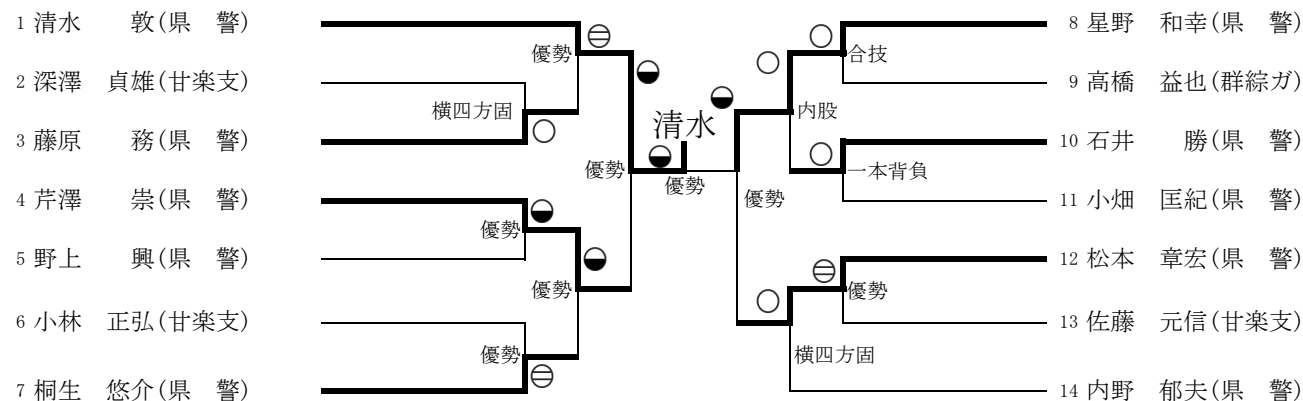 1 清水　　敦(県　警)
2 深澤　貞雄(甘楽支)
3 藤原　　務(県　警)
4 芹澤　　崇(県　警)
5 野上　　興(県　警)
6 小林　正弘(甘楽支)
7 桐生　悠介(県　警)
優勢
横四方固
優勢
優勢
優勢
優勢
清水
優勢
優勢
合技
内股
一本背負
優勢
横四方固
8 星野　和幸(県　警)
9 高橋　益也(群綜ガ)
10 石井　　勝(県　警)
11 小畑　匡紀(県　警)
12 松本　章宏(県　警)
13 佐藤　元信(甘楽支)
14 内野　郁夫(県　警)